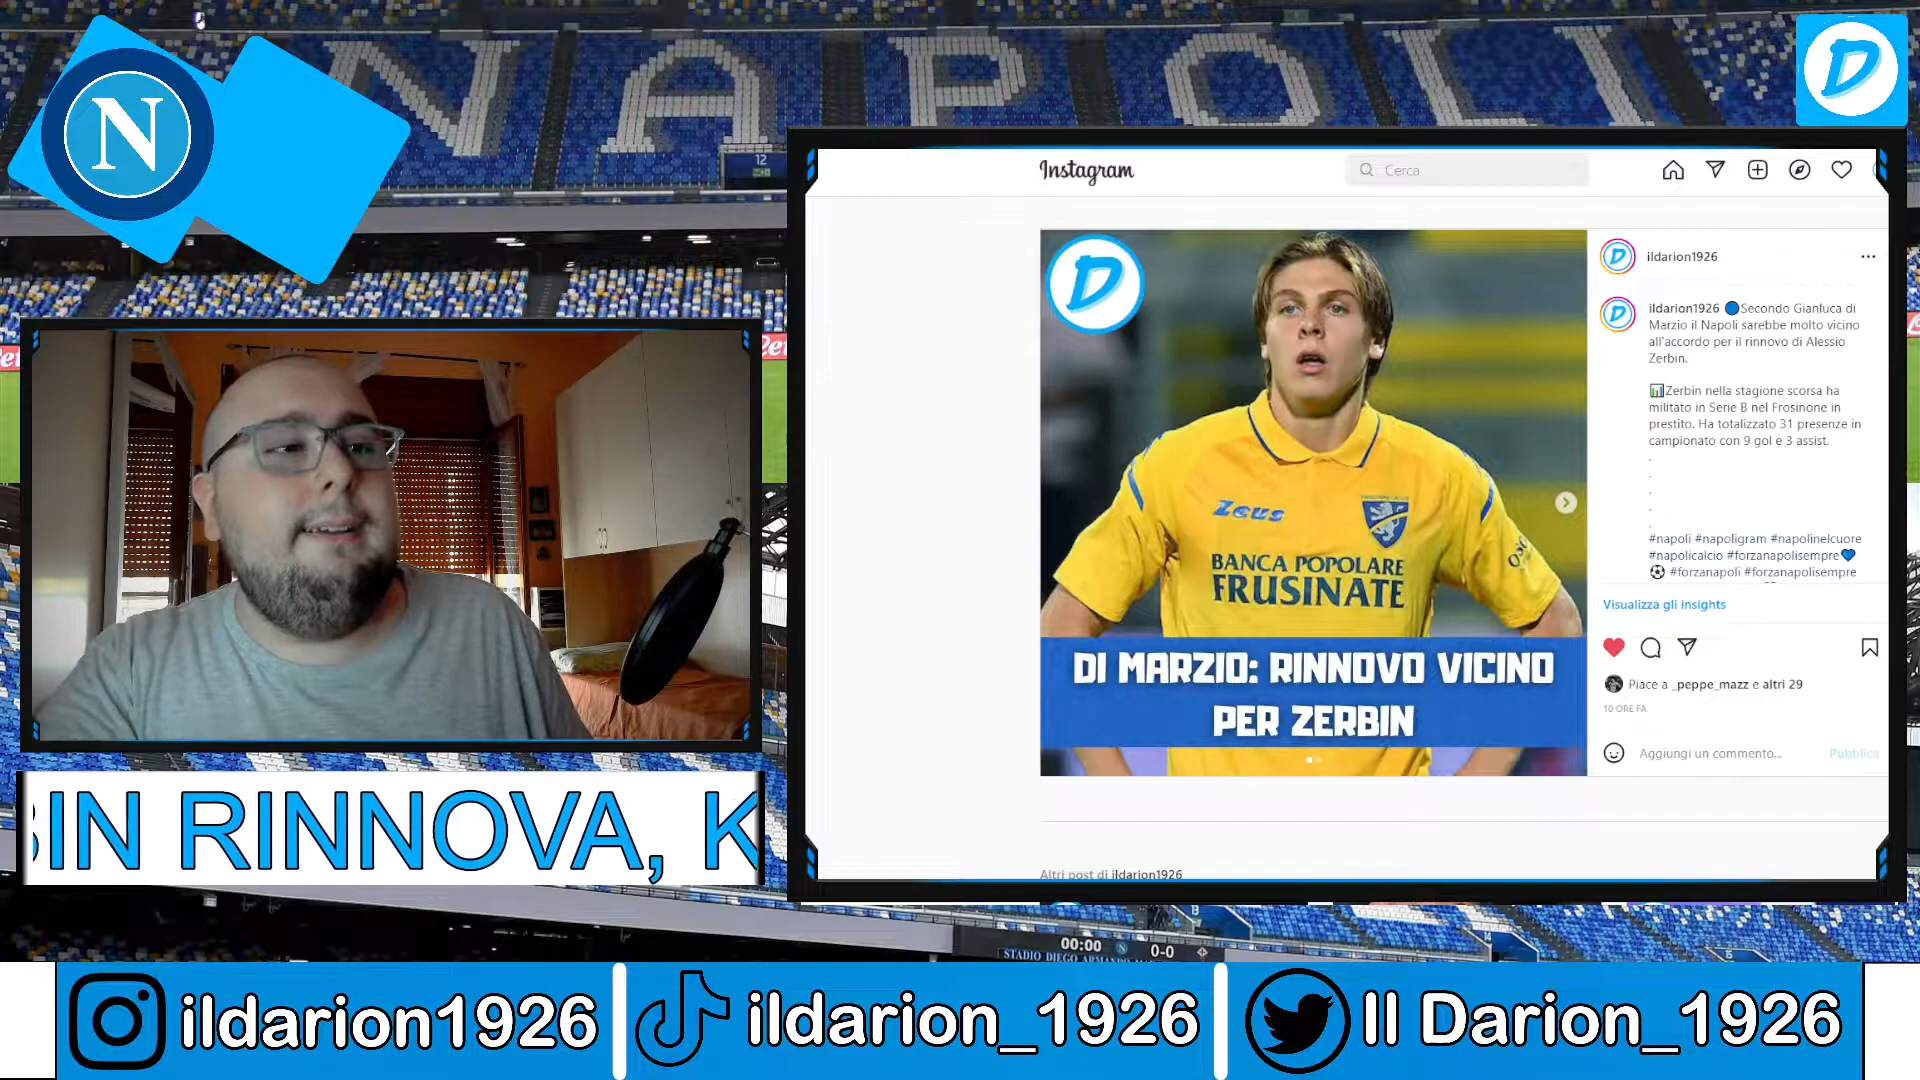 NAPOLI
N
D
12
Instagram
Cerca
D
ildarion1926
ildarion1926 🔵Secondo Gianluca di
Marzio il Napoli sarebbe molto vicino
all'accordo per il rinnovo di Alessio
Zerbin.
📊Zerbin nella stagione scorsa ha
militato in Serie B nel Frosinone in
prestito. Ha totalizzato 31 presenze in
campionato con 9 gol e 3 assist.
.
.
.
.
.
#napoli #napoligram #napolinelcuore
#napolicalcio #forzanapolisempre💙
⚽ #forzanapoli #forzanapolisempre
Visualizza gli insights
Piace a _peppe_mazz e altri 29
10 ORE FA
Aggiungi un commento...
Pubblica
Zeus
BANCA POPOLARE
FRUSINATE
DI MARZIO: RINNOVO VICINO
PER ZERBIN
Altri post di ildarion1926
BIN RINNOVA, K
00:00
0-0
STADIO DIEGO
ildarion1926
ildarion_1926
Il Darion_1926